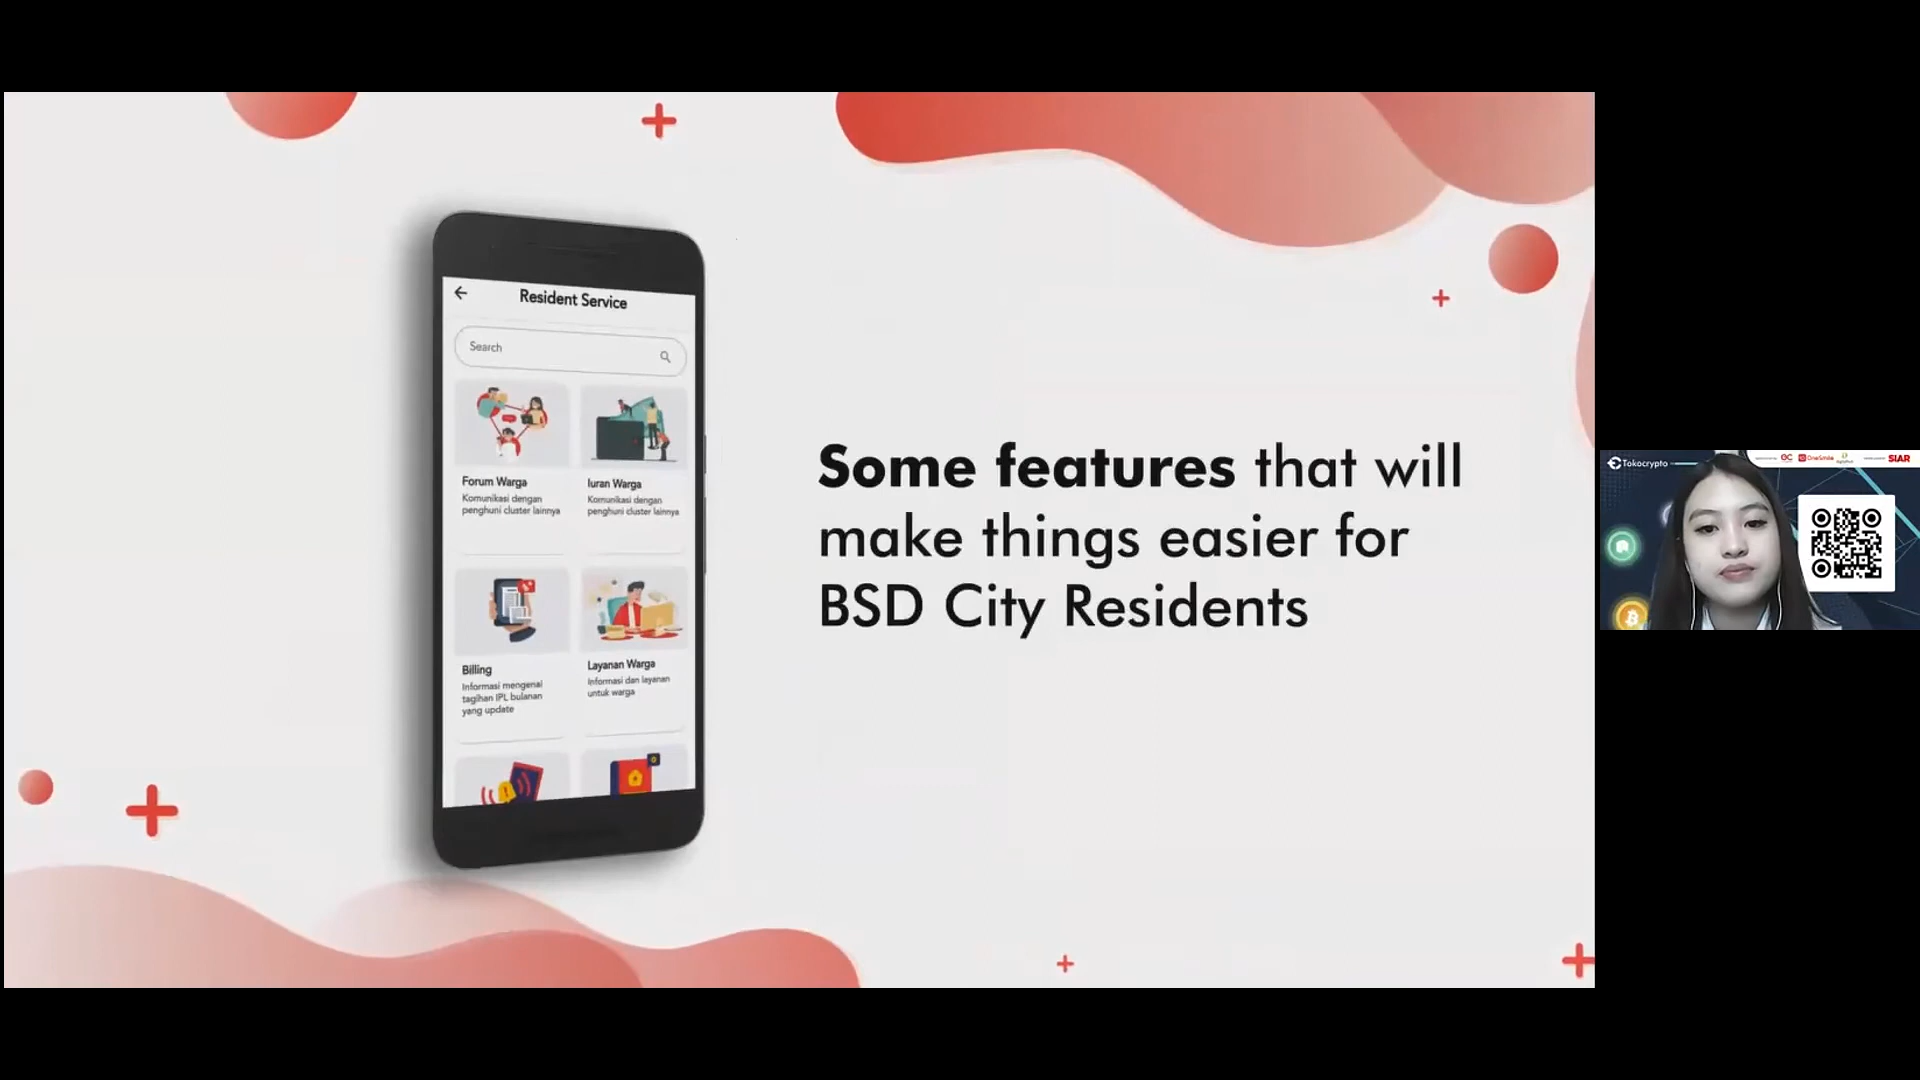 Resident Service
Search
Forum Warga
Komunikasi dengan
penghuni cluster lainnya
Iuran Warga
Komunikasi dengan
penghuni cluster lainnya
Billing
Informasi mengenai
tagihan IPL bulanan
yang update
Layanan Warga
Informasi dan layanan
untuk warga
Some features that will
make things easier for
BSD City Residents
Tokocrypto
OneSmile
SIAR